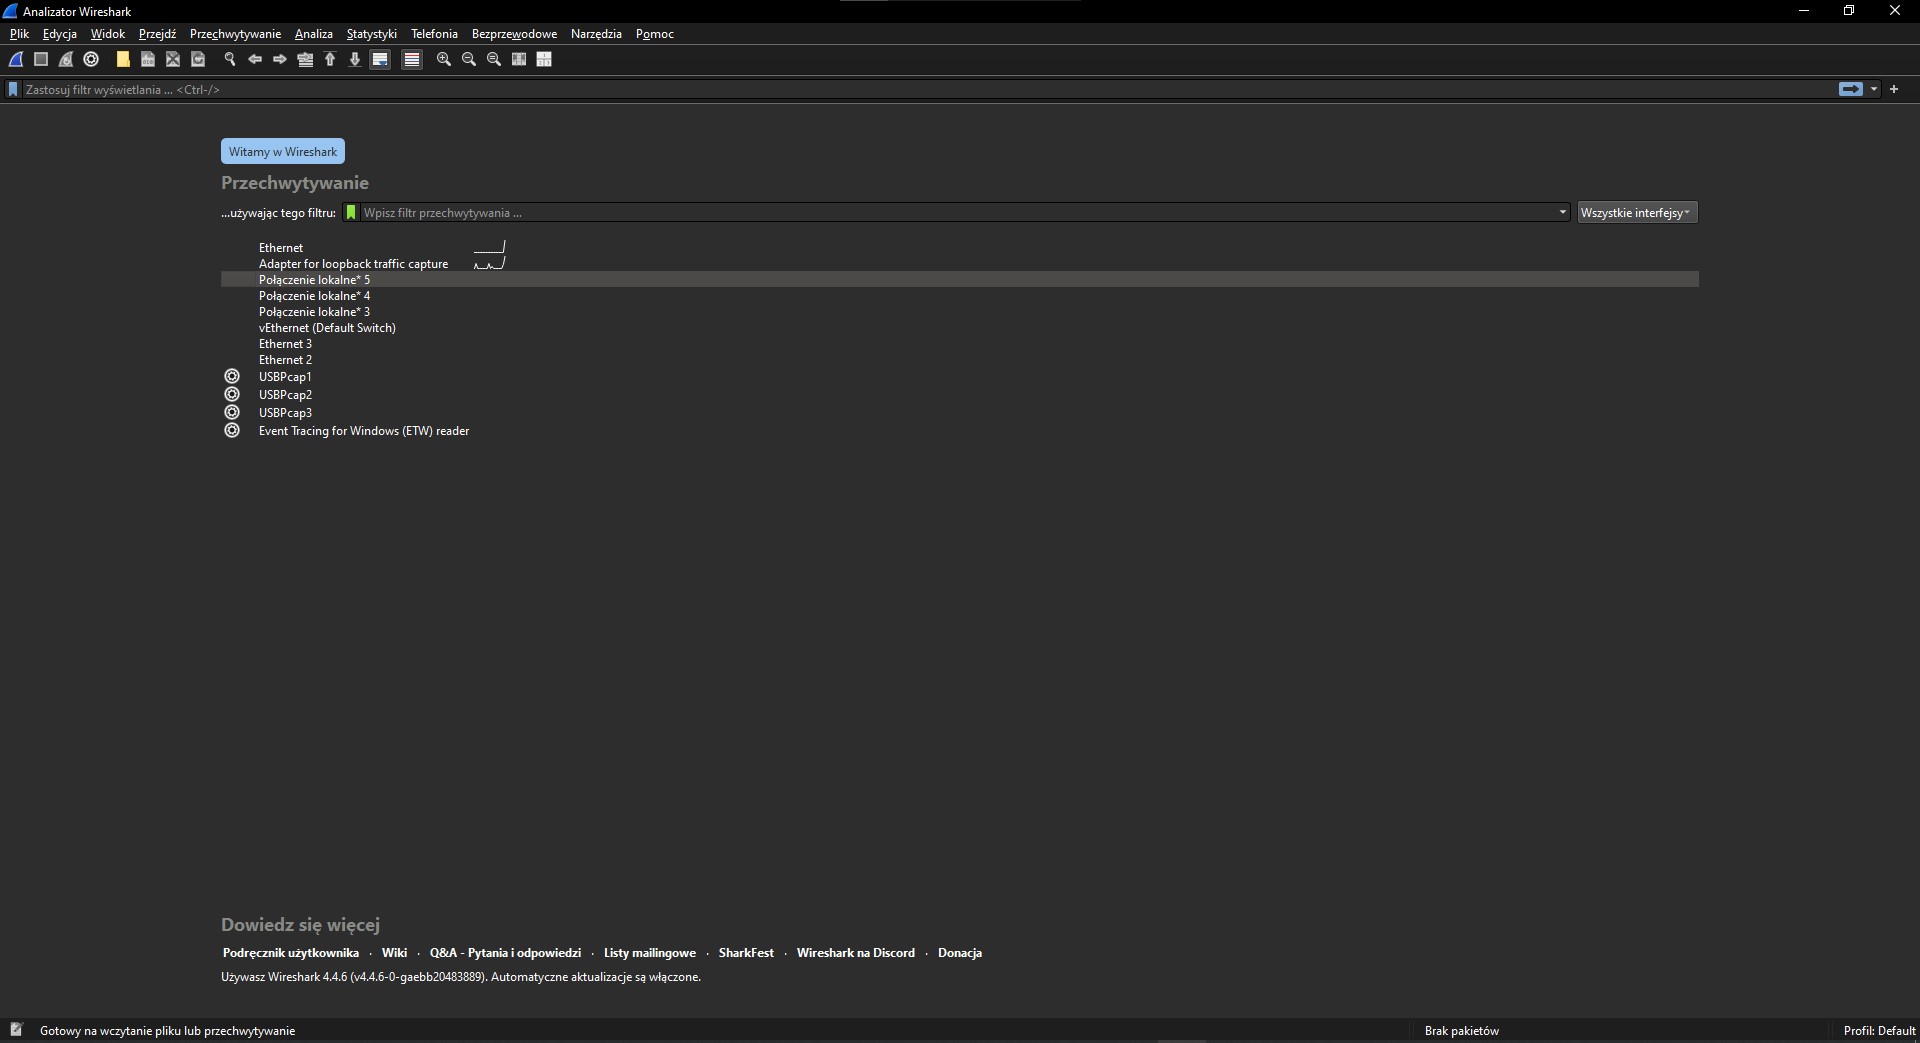 Analizator Wireshark
Plik Edycja Widok Przejdź Przechwytywanie Analiza Statystyki Telefonia Bezprzewodowe Narzędzia Pomoc
Zastosuj filtr wyświetlania ... <Ctrl-/>
Witamy w Wireshark
Przechwytywanie
...używając tego filtru: Wpisz filtr przechwytywania ... Wszystkie interfejsy
Ethernet
Adapter for loopback traffic capture
Połączenie lokalne* 5
Połączenie lokalne* 4
Połączenie lokalne* 3
vEthernet (Default Switch)
Ethernet 3
Ethernet 2
USBPcap1
USBPcap2
USBPcap3
Event Tracing for Windows (ETW) reader
Dowiedz się więcej
Podręcznik użytkownika · Wiki · Q&A - Pytania i odpowiedzi · Listy mailingowe · SharkFest · Wireshark na Discord · Donacja
Używasz Wireshark 4.4.6 (v4.4.6-0-gaebb20483889). Automatyczne aktualizacje są włączone.
Gotowy na wczytanie pliku lub przechwytywanie Brak pakietów Profil: Default